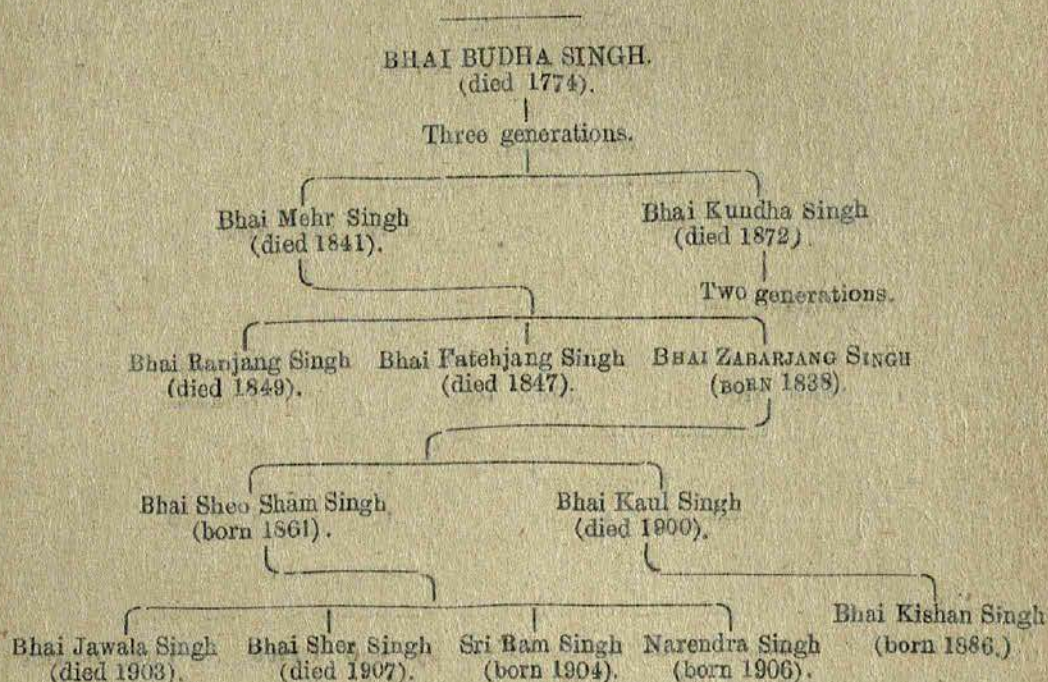 BHAI BUDHA SINGH.
(died 1774).
Three generations.
Bhai Mehr Singh
(died 1841).
Bhai Kundha Singh
(died 1872)
Two generations.
Bhai Ranjang Singh
(died 1849).
Bhai Fatehjang Singh
(died 1847).
BHAI ZABARJANG SINGH
(BORN 1838).
Bhai Sheo Sham Singh
(born 1861).
Bhai Kaul Singh
(died 1900).
Bhai Jawala Singh
(died 1903).
Bhai Sher Singh
(died 1907).
Sri Ram Singh
(born 1904).
Narendra Singh
(born 1906).
Bhai Kishan Singh
(born 1886.)